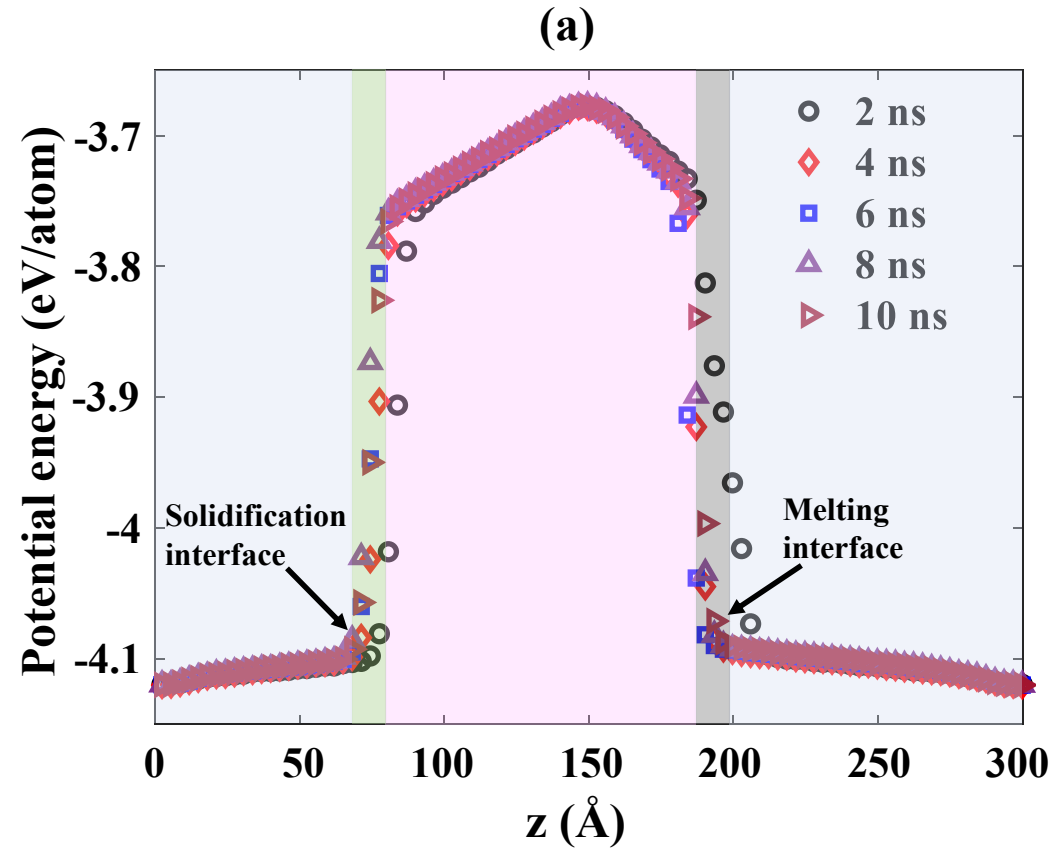 (a)
Potential energy (eV/atom)
-3.7
-3.8
-3.9
-4
-4.1
2 ns
4 ns
6 ns
8 ns
10 ns
Solidification
interface
Melting
interface
0
50
100
150
200
250
300
z (Å)